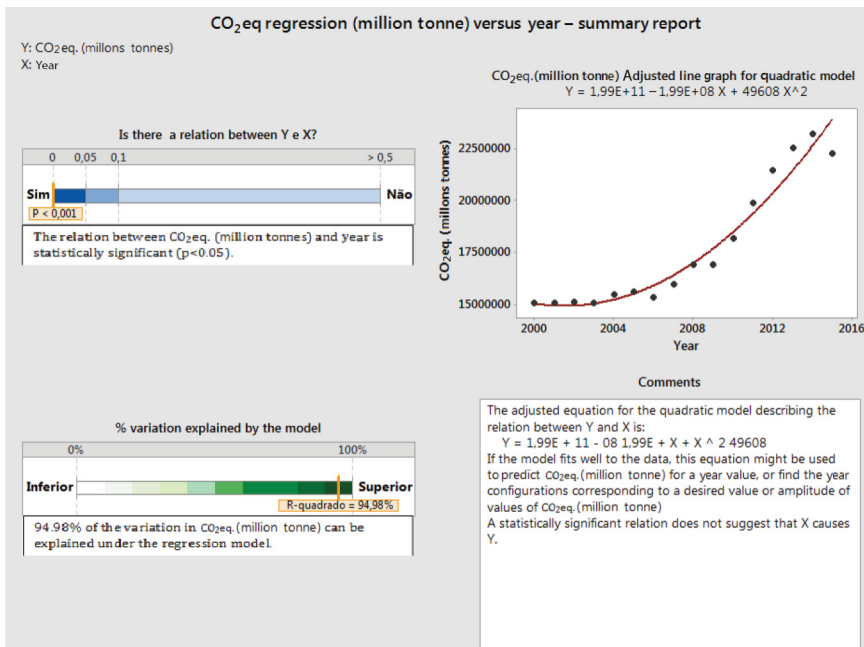 CO2eq regression (million tonne) versus year – summary report
Y: CO2eq. (millons tonnes)
X: Year
Is there a relation between Y e X?
0 0,05 0,1 > 0,5
Sim Não
P < 0,001
The relation between CO2eq. (million tonnes) and year is
statistically significant (p<0.05).
CO2eq.(million tonne) Adjusted line graph for quadratic model
Y = 1,99E+11 – 1,99E+08 X + 49608 X^2
CO2eq. (millons tonnes)
22500000
20000000
17500000
15000000
2000 2004 2008 2012 2016
Year
% variation explained by the model
0% 100%
Inferior Superior
R-quadrado = 94,98%
94.98% of the variation in CO2eq.(million tonne) can be
explained under the regression model.
Comments
The adjusted equation for the quadratic model describing the
relation between Y and X is:
Y = 1,99E + 11 - 08 1,99E + X + X ^ 2 49608
If the model fits well to the data, this equation might be used
to predict CO2eq.(million tonne) for a year value, or find the year
configurations corresponding to a desired value or amplitude of
values of CO2eq.(million tonne)
A statistically significant relation does not suggest that X causes
Y.